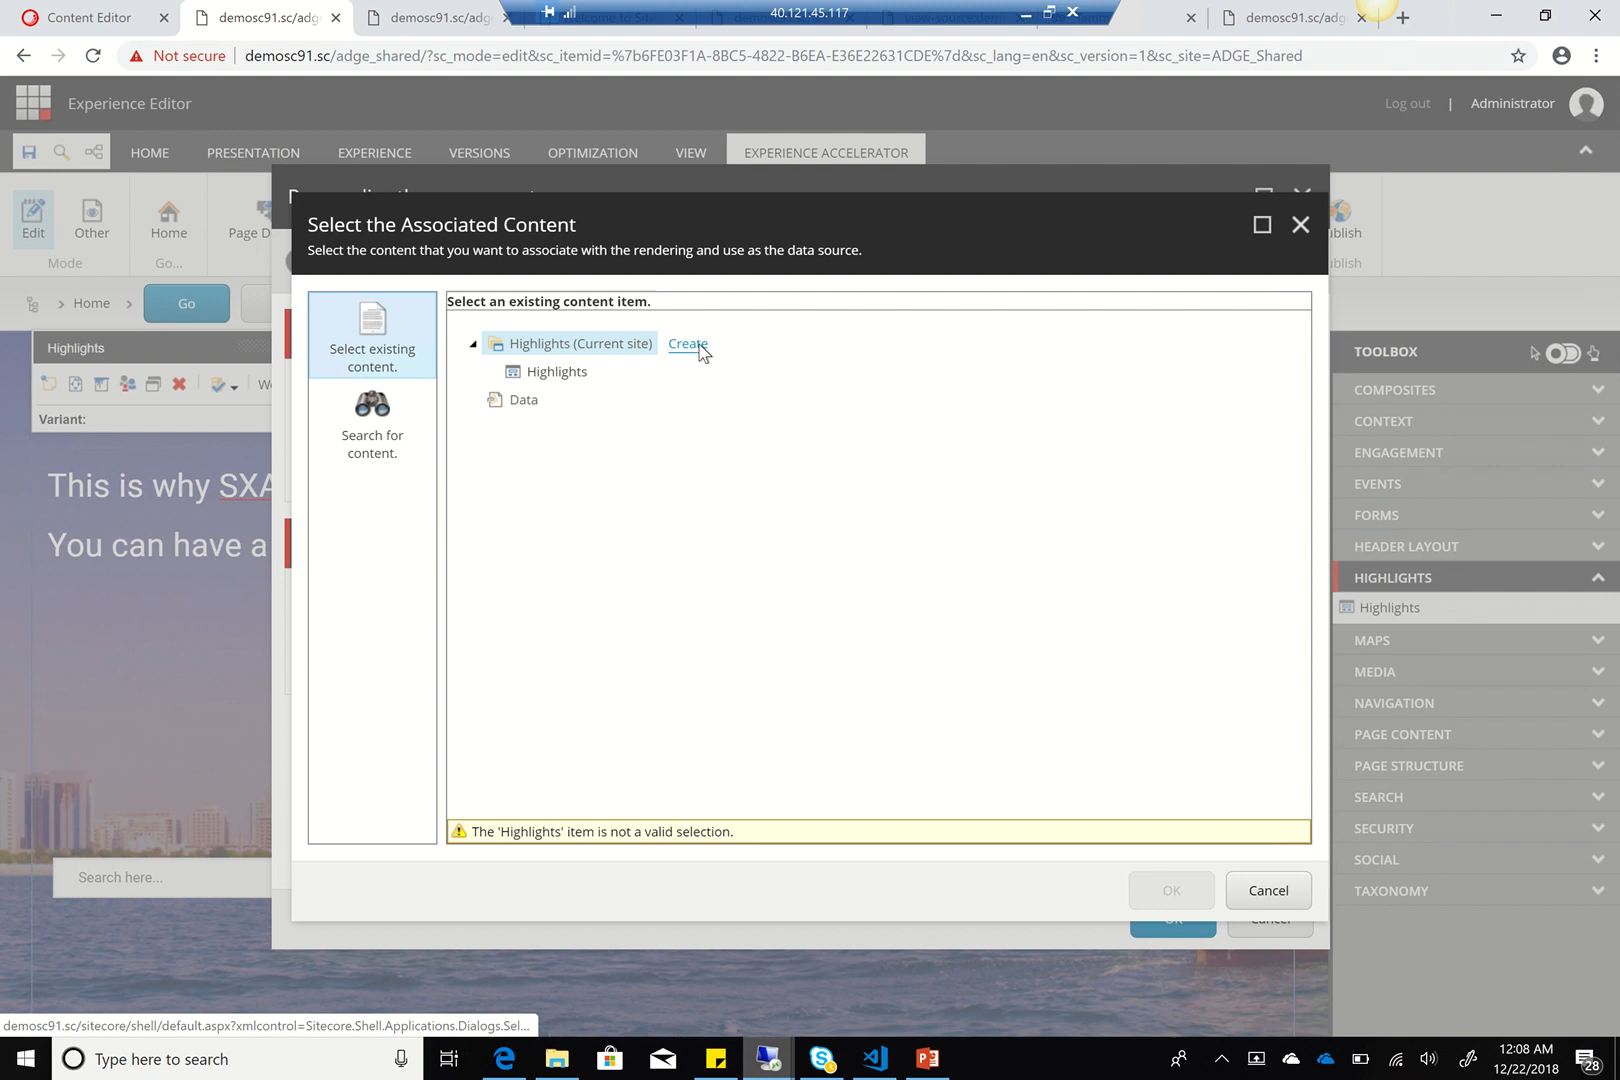 Content Editor
demosc91.sc/adg
demosc91.sc/adg
40.121.45.117
demosc91.sc/adg
Not secure
demosc91.sc/adge_shared/?sc_mode=edit&sc_itemid=%7b6FE03F1A-8BC5-4822-B6EA-E36E22631CDE%7d&sc_lang=en&sc_version=1&sc_site=ADGE_Shared
Experience Editor
Log out | Administrator
HOME PRESENTATION EXPERIENCE VERSIONS OPTIMIZATION VIEW EXPERIENCE ACCELERATOR
Edit Other Home Page D
Mode Go...
Home Go
Select the Associated Content
Select the content that you want to associate with the rendering and use as the data source.
Select existing
content.
Search for
content.
Select an existing content item.
Highlights (Current site) Create
Highlights
Data
The 'Highlights' item is not a valid selection.
OK Cancel
Highlights
Variant:
This is why SXA
You can have a
Search here...
TOOLBOX
COMPOSITES
CONTEXT
ENGAGEMENT
EVENTS
FORMS
HEADER LAYOUT
HIGHLIGHTS
Highlights
MAPS
MEDIA
NAVIGATION
PAGE CONTENT
PAGE STRUCTURE
SEARCH
SECURITY
SOCIAL
TAXONOMY
demosc91.sc/sitecore/shell/default.aspx?xmlcontrol=Sitecore.Shell.Applications.Dialogs.Sel...
Type here to search
12:08 AM
12/22/2018
28